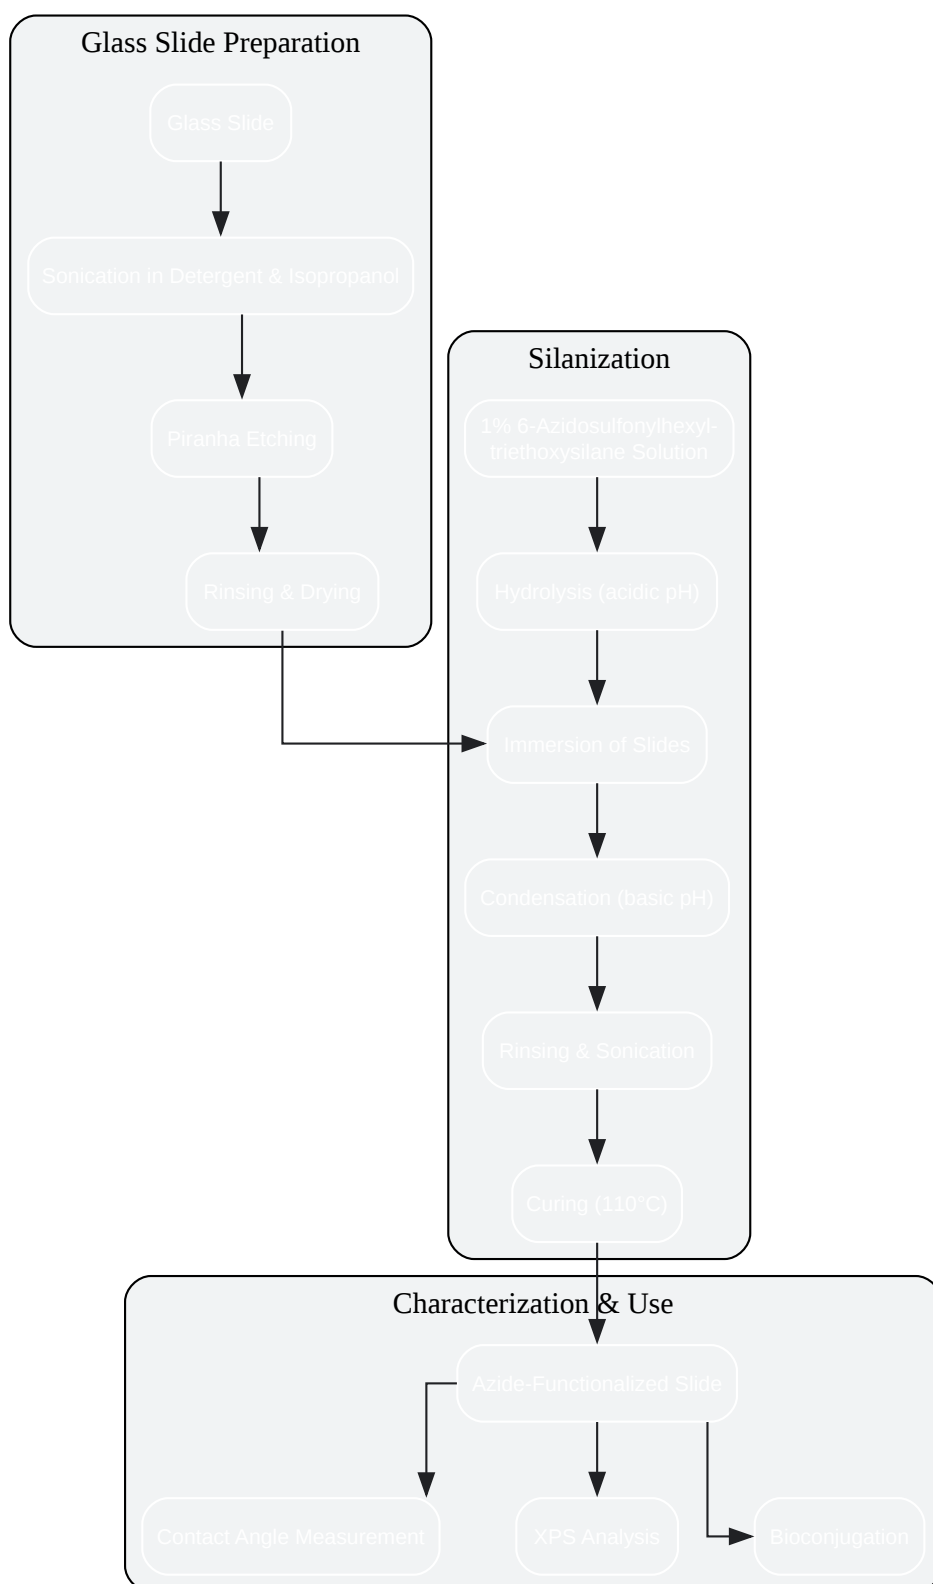 Glass Slide Preparation
Glass Slide
Sonication in Detergent & Isopropanol
Piranha Etching
Rinsing & Drying
Silanization
1% 6-Azidosulfonylhexyl-
triethoxysilane Solution
Hydrolysis (acidic pH)
Immersion of Slides
Condensation (basic pH)
Rinsing & Sonication
Curing (110°C)
Characterization & Use
Azide-Functionalized Slide
Contact Angle Measurement
XPS Analysis
Bioconjugation